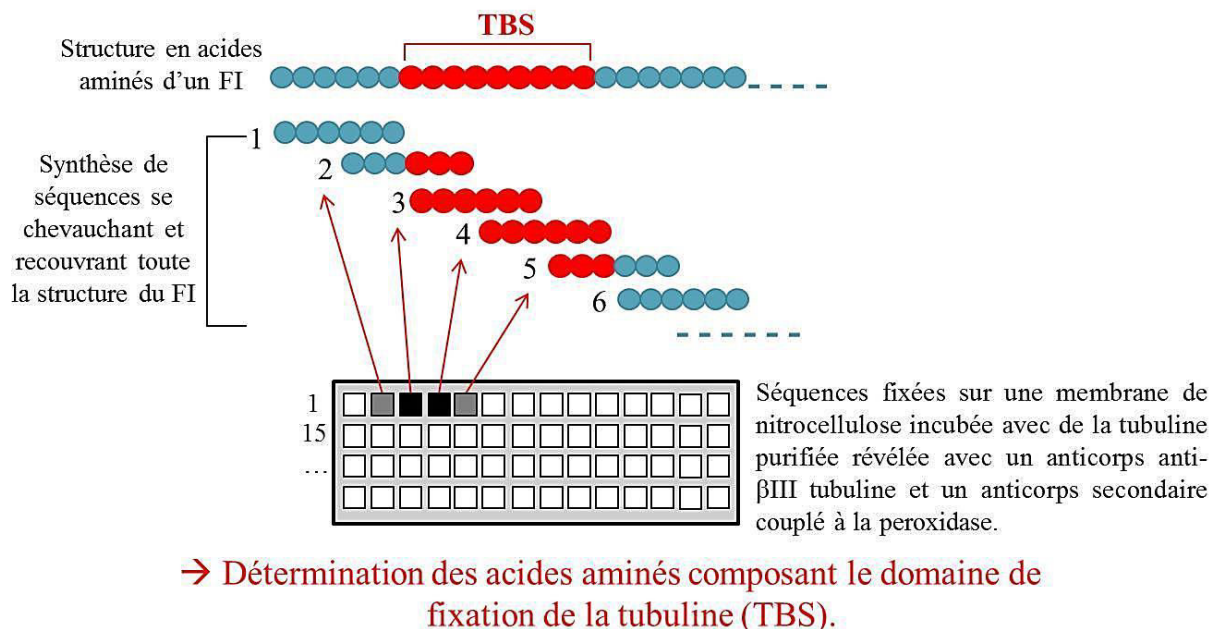 TBS
Structure en acides
aminés d'un FI
1
2
3
4
5
6
Synthèse de
séquences se
chevauchant et
recouvrant toute
la structure du FI
1
15
...
Séquences fixées sur une membrane de
nitrocellulose incubée avec de la tubuline
purifiée révélée avec un anticorps anti-
βIII tubuline et un anticorps secondaire
couplé à la peroxidase.
→ Détermination des acides aminés composant le domaine de
fixation de la tubuline (TBS).